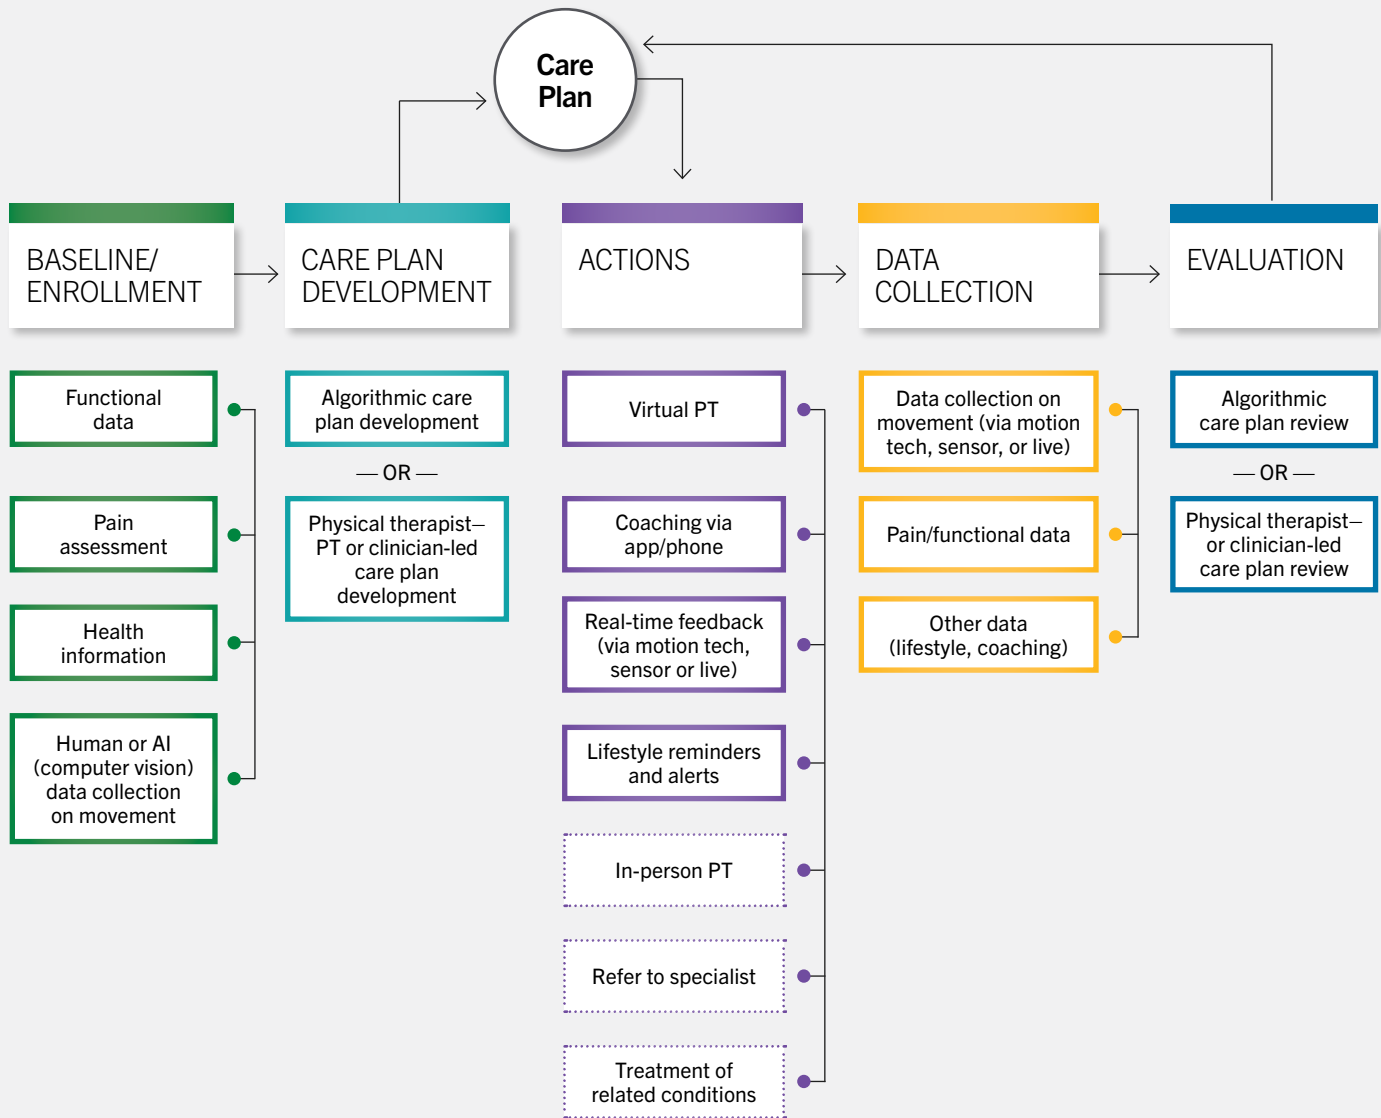 Care
Plan
BASELINE/
ENROLLMENT
CARE PLAN
DEVELOPMENT
ACTIONS
DATA
COLLECTION
EVALUATION
Functional
data
Pain
assessment
Health
information
Human or AI
(computer vision)
data collection
on movement
Algorithmic care
plan development
— OR —
Physical therapist–
PT or clinician-led
care plan
development
Virtual PT
Coaching via
app/phone
Real-time feedback
(via motion tech,
sensor or live)
Lifestyle reminders
and alerts
In-person PT
Refer to specialist
Treatment of
related conditions
Data collection on
movement (via motion
tech, sensor, or live)
Pain/functional data
Other data
(lifestyle, coaching)
Algorithmic
care plan review
— OR —
Physical therapist–
or clinician-led
care plan review